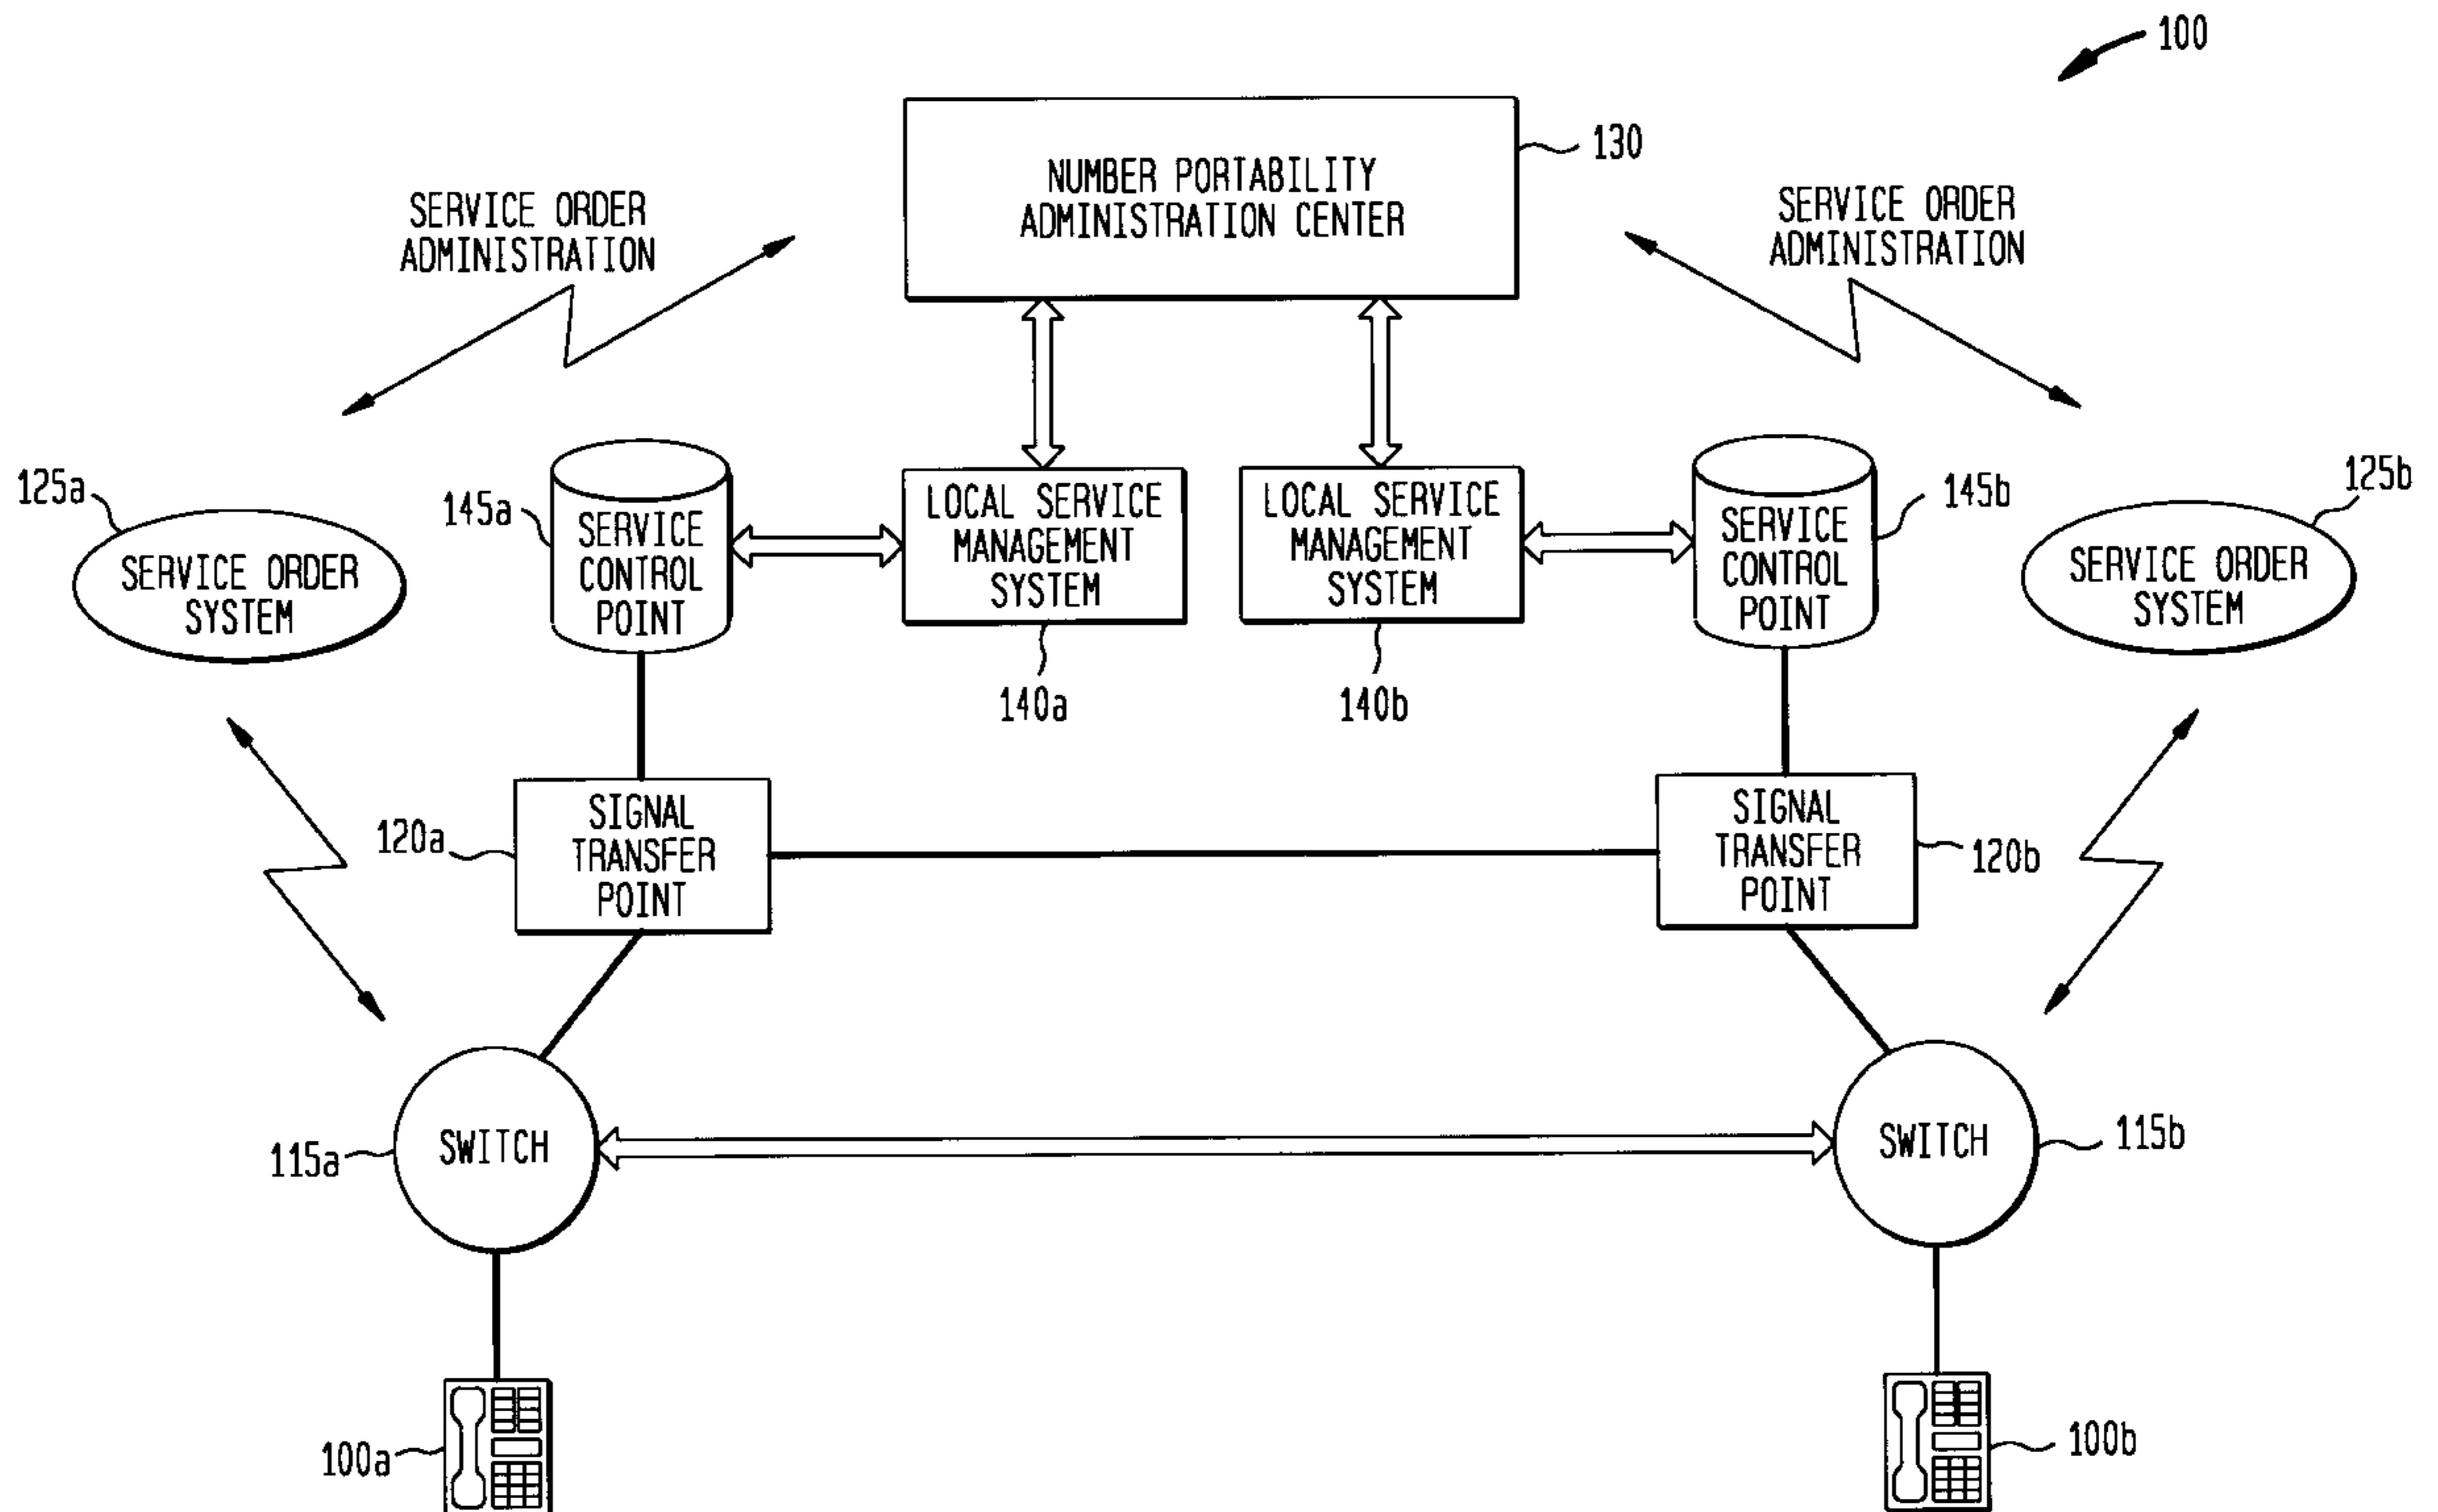 100
NUMBER PORTABILITY
ADMINISTRATION CENTER
130
SERVICE ORDER
ADMINISTRATION
SERVICE ORDER
ADMINISTRATION
125a
SERVICE ORDER
SYSTEM
145a
SERVICE
CONTROL
POINT
LOCAL SERVICE
MANAGEMENT
SYSTEM
140a
LOCAL SERVICE
MANAGEMENT
SYSTEM
140b
SERVICE
CONTROL
POINT
145b
125b
SERVICE ORDER
SYSTEM
120a
SIGNAL
TRANSFER
POINT
SIGNAL
TRANSFER
POINT
120b
115a
SWITCH
SWITCH
115b
100a
100b